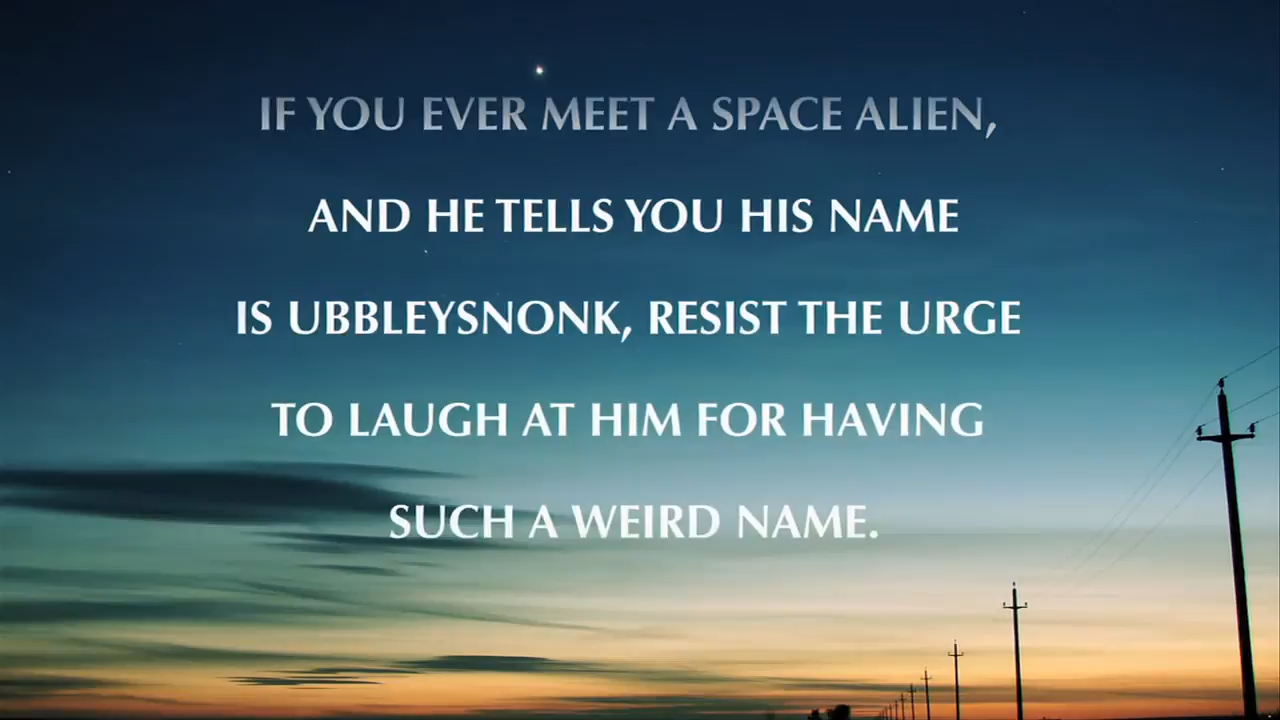 IF YOU EVER MEET A SPACE ALIEN,
AND HE TELLS YOU HIS NAME
IS UBBLEYSNONK, RESIST THE URGE
TO LAUGH AT HIM FOR HAVING
SUCH A WEIRD NAME.